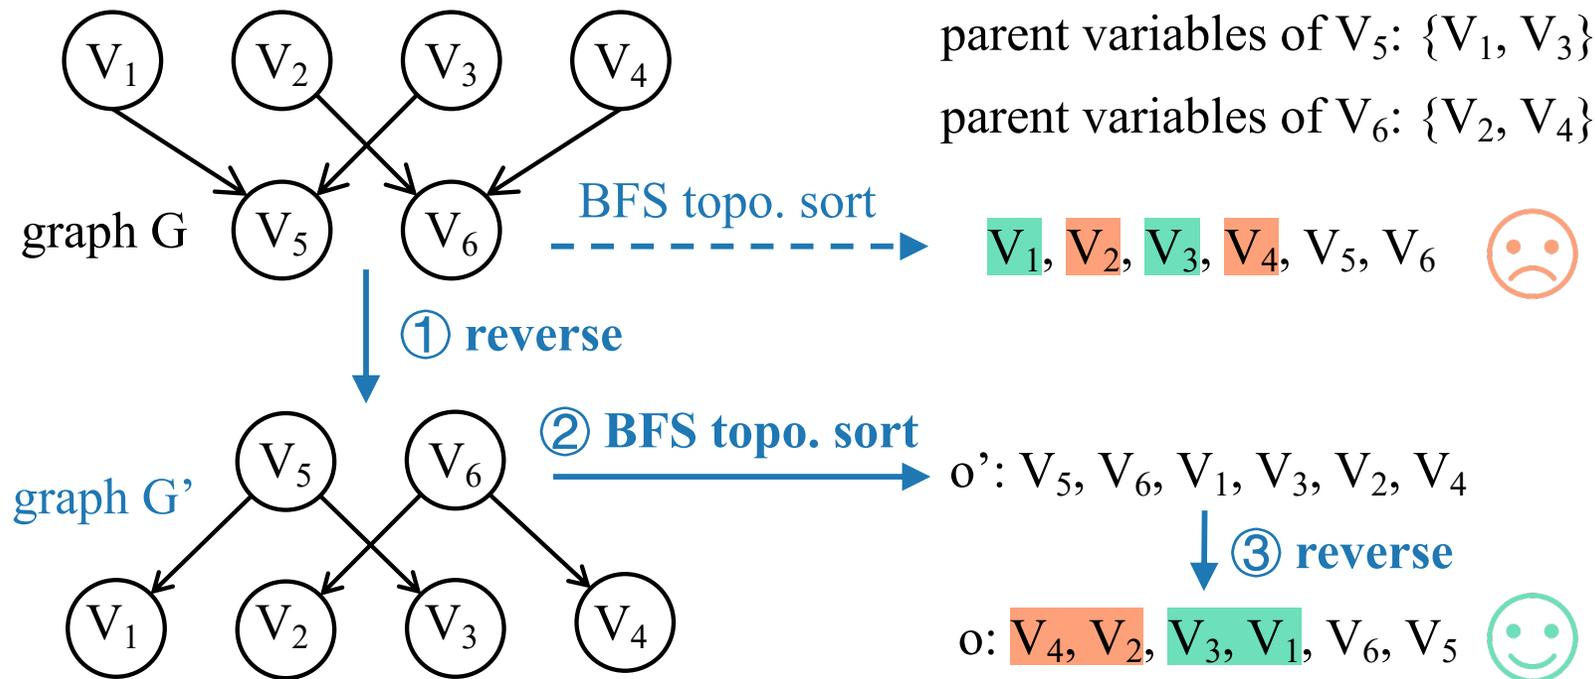 V1 V2 V3 V4
parent variables of V5: {V1, V3}
parent variables of V6: {V2, V4}
graph G
V5 V6
BFS topo. sort
V1, V2, V3, V4, V5, V6
① reverse
graph G’
V5 V6
② BFS topo. sort
o’: V5, V6, V1, V3, V2, V4
③ reverse
V1 V2 V3 V4
o: V4, V2, V3, V1, V6, V5